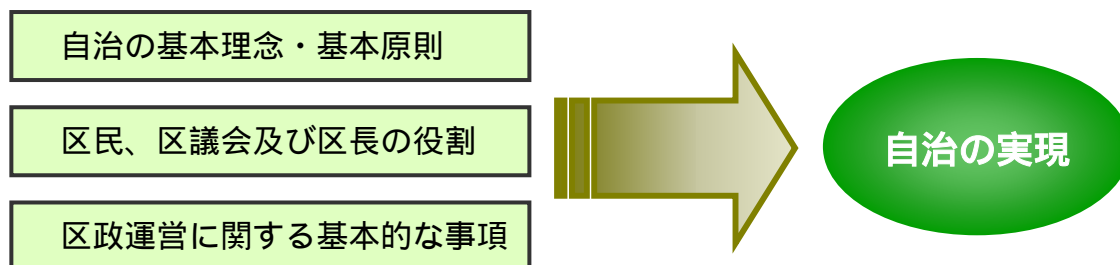 自治の基本理念・基本原則
区民、区議会及び区長の役割
区政運営に関する基本的な事項
自治の実現